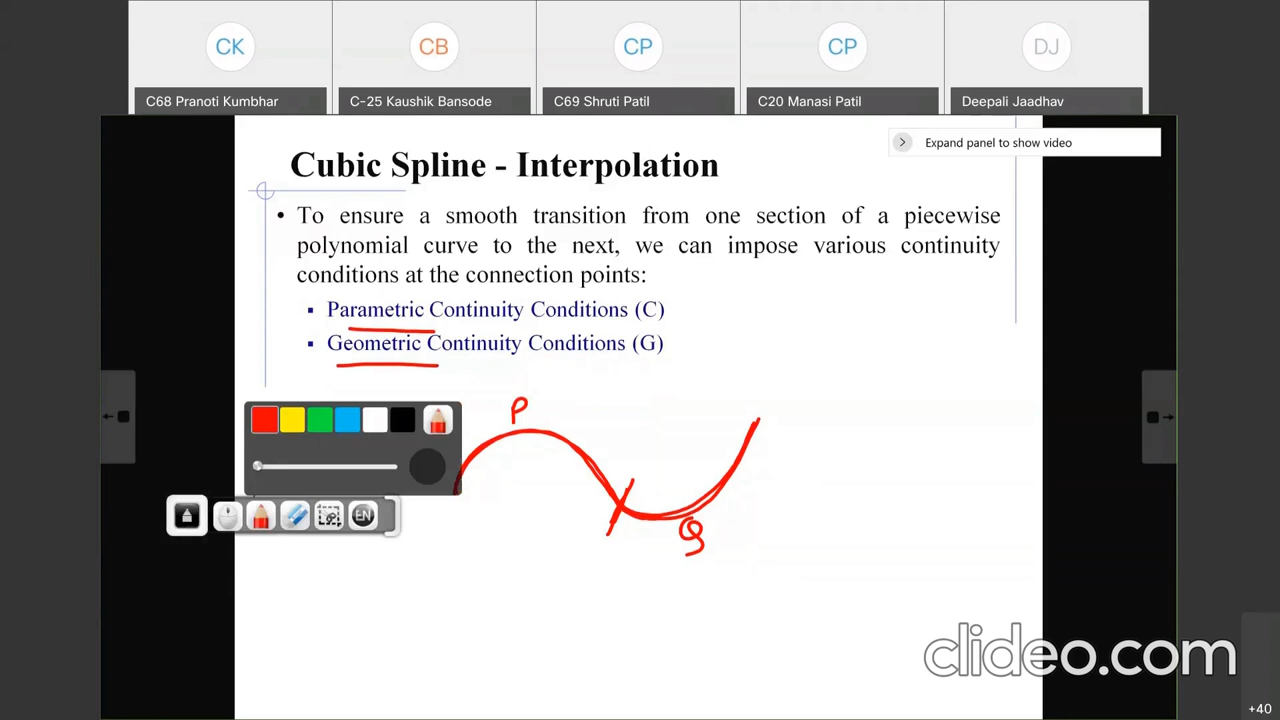 CK
CB
CP
CP
DJ
C68 Pranoti Kumbhar
C-25 Kaushik Bansode
C69 Shruti Patil
C20 Manasi Patil
Deepali Jaadhav
Expand panel to show video
Cubic Spline - Interpolation
• To ensure a smooth transition from one section of a piecewise
polynomial curve to the next, we can impose various continuity
conditions at the connection points:
▪ Parametric Continuity Conditions (C)
▪ Geometric Continuity Conditions (G)
P
EN
clideo.com
+40